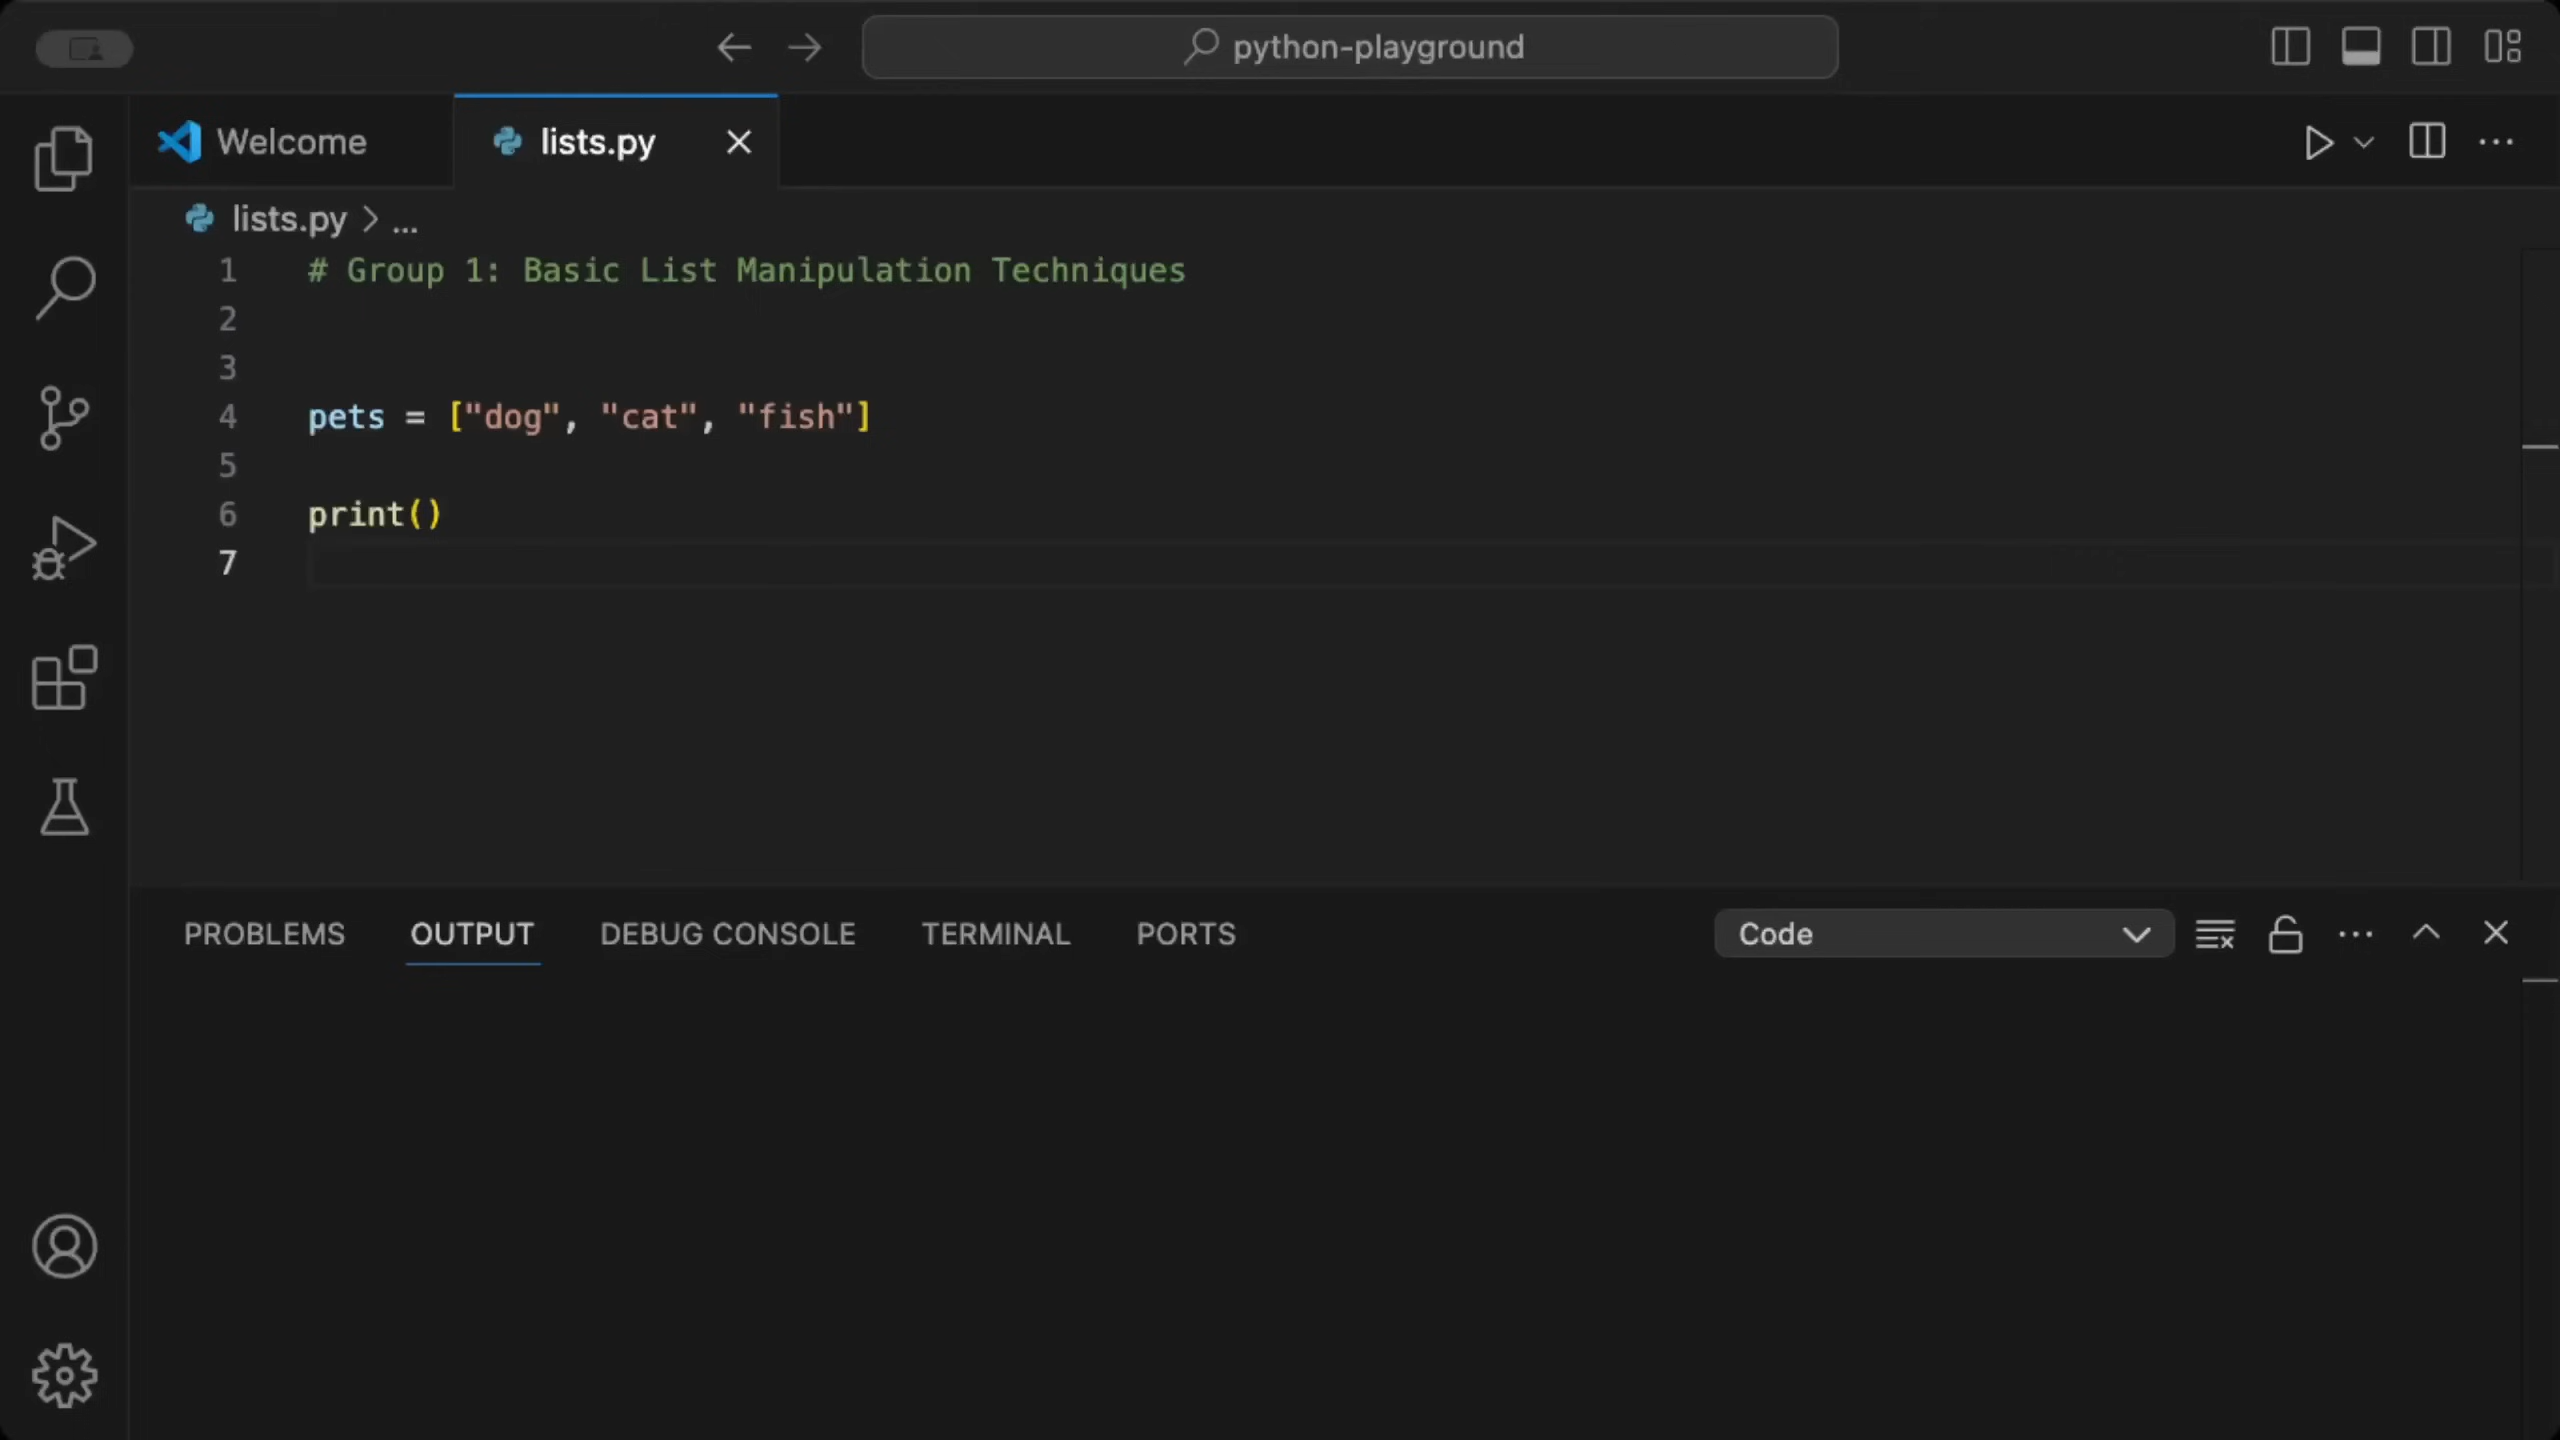 python-playground
Welcome
lists.py
lists.py > ...
1 # Group 1: Basic List Manipulation Techniques
2
3
4 pets = ["dog", "cat", "fish"]
5
6 print()
7
PROBLEMS OUTPUT DEBUG CONSOLE TERMINAL PORTS Code